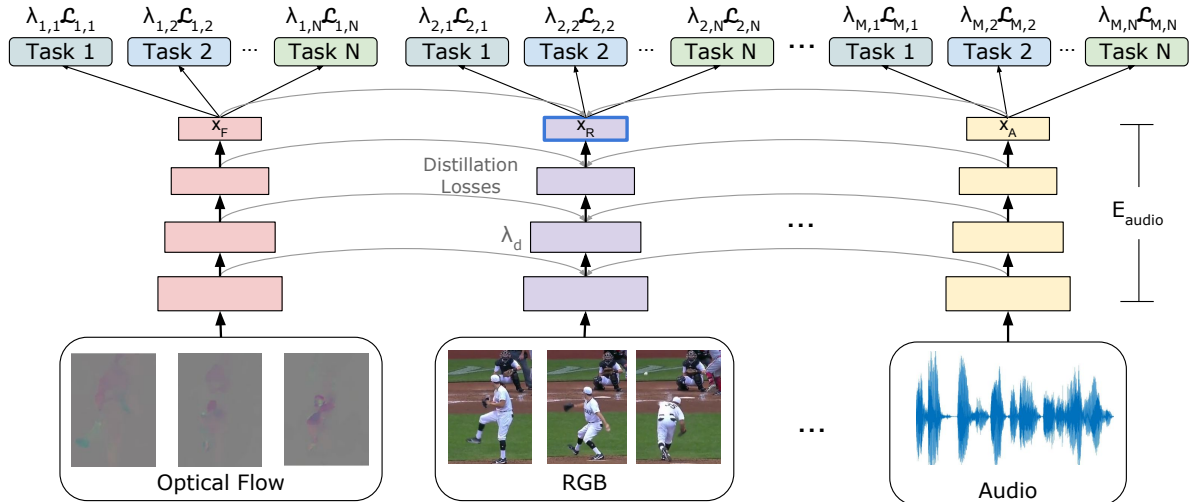 λ1,1ℒ1,1 λ1,2ℒ1,2 λ1,Nℒ1,N λ2,1ℒ2,1 λ2,2ℒ2,2 λ2,Nℒ2,N λM,1ℒM,1 λM,2ℒM,2 λM,NℒM,N
Task 1 Task 2 ... Task N Task 1 Task 2 ... Task N ... Task 1 Task 2 ... Task N
xF xR xA
Distillation
Losses
Eaudio
λd ...
Optical Flow RGB ... Audio